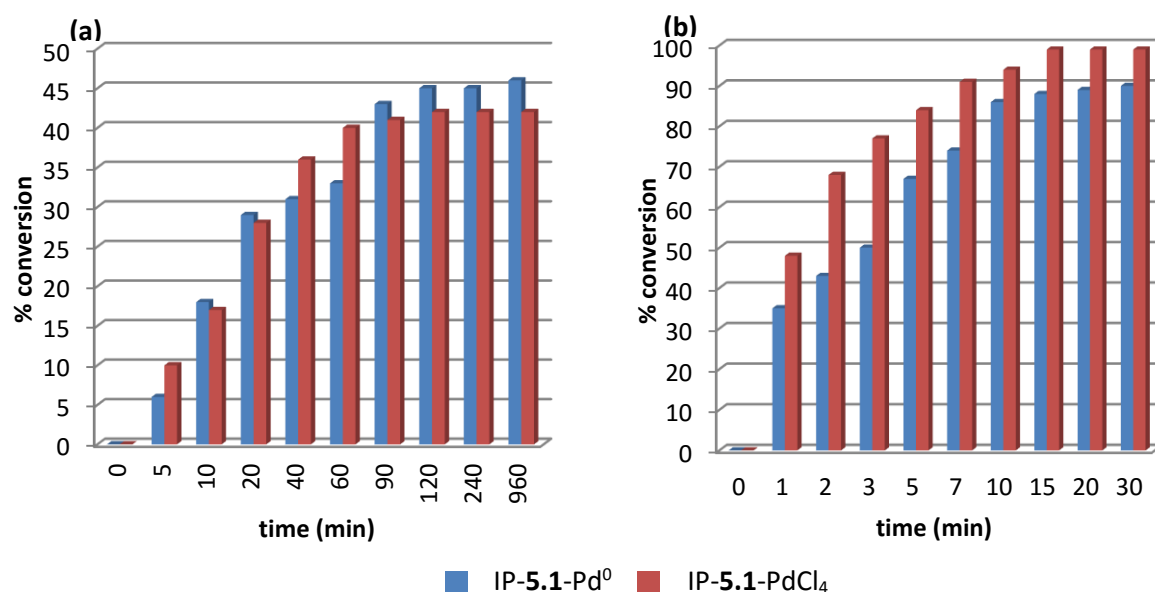 (a)
50
45
40
35
30
25
20
15
10
5
0
% conversion
0 5 10 20 40 60 90 120 240 960
time (min)
(b)
100
90
80
70
60
50
40
30
20
10
0
% conversion
0 1 2 3 5 7 10 15 20 30
time (min)
IP-5.1-Pd⁰ IP-5.1-PdCl₄